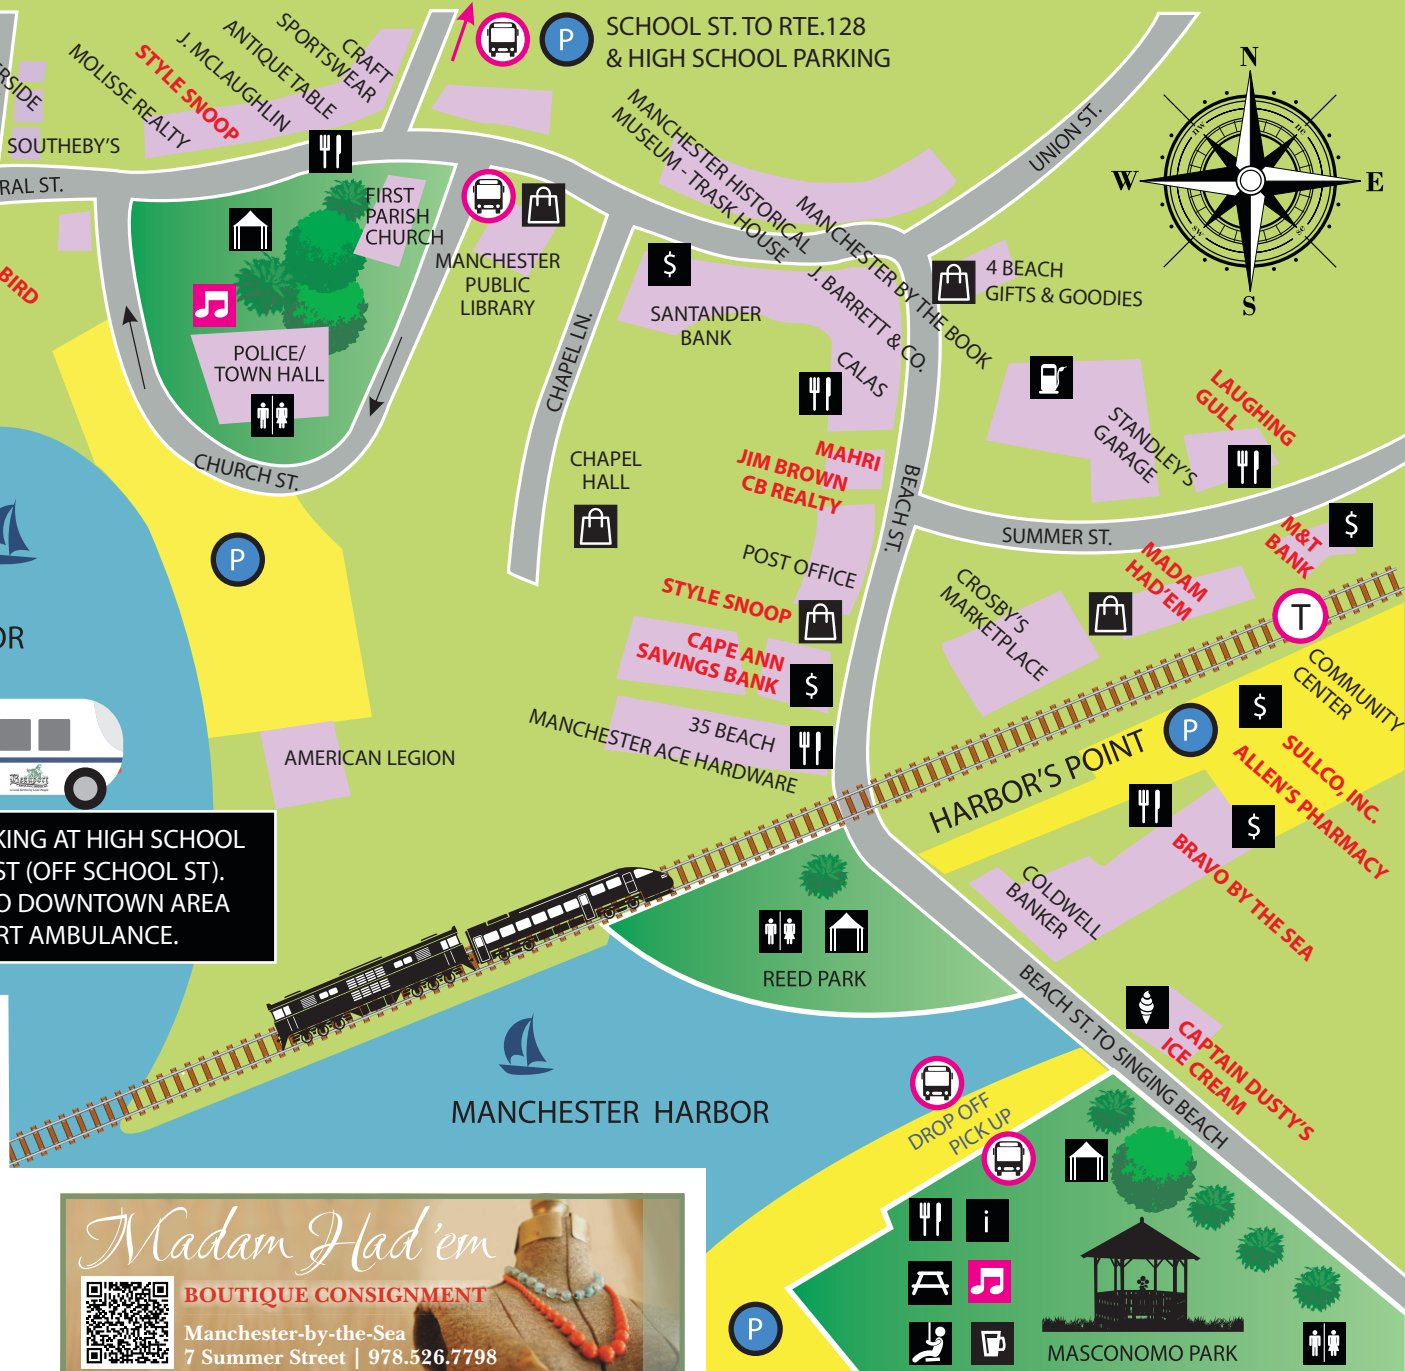 SCHOOL ST. TO RTE.128
& HIGH SCHOOL PARKING
P
N
W
E
S
nw
ne
sw
se
CRAFT
SPORTSWEAR
ANTIQUE TABLE
J. MCLAUGHLIN
STYLE SNOOP
MOLISSE REALTY
ERSIDE
SOUTHEBY'S
RAL ST.
BIRD
FIRST
PARISH
CHURCH
MANCHESTER
PUBLIC
LIBRARY
POLICE/
TOWN HALL
CHURCH ST.
P
MANCHESTER HISTORICAL
MUSEUM - TRASK HOUSE
UNION ST.
MANCHESTER BY THE BOOK
J. BARRETT & CO.
CALAS
$
SANTANDER
BANK
CHAPEL LN.
CHAPEL
HALL
4 BEACH
GIFTS & GOODIES
STANDLEY'S
GARAGE
LAUGHING
GULL
MAHRI
JIM BROWN
CB REALTY
BEACH ST.
SUMMER ST.
POST OFFICE
STYLE SNOOP
CAPE ANN
SAVINGS BANK
$
35 BEACH
MANCHESTER ACE HARDWARE
CROSBY'S
MARKETPLACE
MADAM
HAD'EM
M&T
BANK
$
T
COMMUNITY
CENTER
$
P
HARBOR'S POINT
SULLCO, INC.
ALLEN'S PHARMACY
$
BRAVO BY THE SEA
COLDWELL
BANKER
OR
AMERICAN LEGION
KING AT HIGH SCHOOL
ST (OFF SCHOOL ST).
O DOWNTOWN AREA
RT AMBULANCE.
REED PARK
BEACH ST. TO SINGING BEACH
CAPTAIN DUSTY'S
ICE CREAM
MANCHESTER HARBOR
DROP OFF
PICK UP
i
P
MASCONOMO PARK
Madam Had'em
BOUTIQUE CONSIGNMENT
Manchester-by-the-Sea
7 Summer Street | 978.526.7798